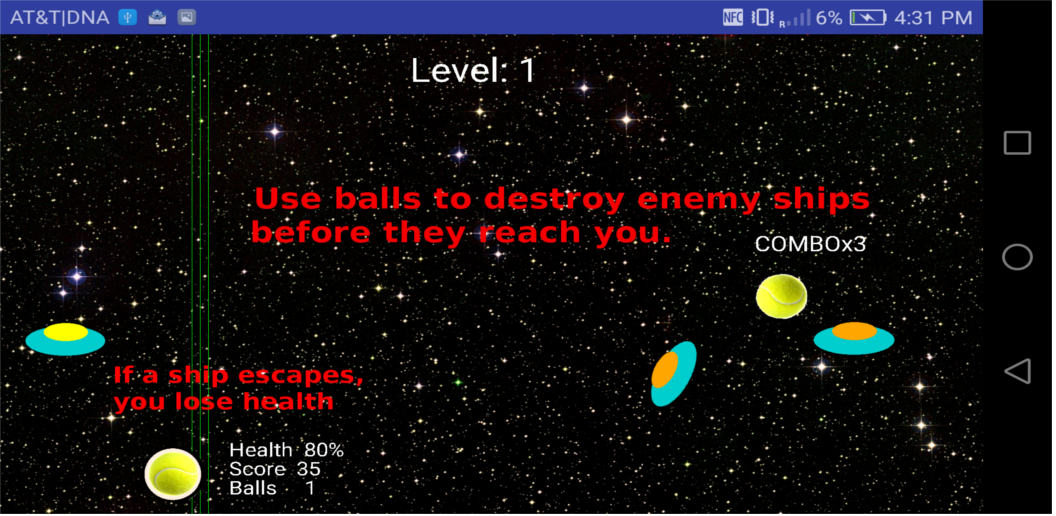 AT&T|DNA
NFC R 6% 4:31 PM
Level: 1
Use balls to destroy enemy ships
before they reach you.
COMBOx3
If a ship escapes,
you lose health
Health 80%
Score 35
Balls 1